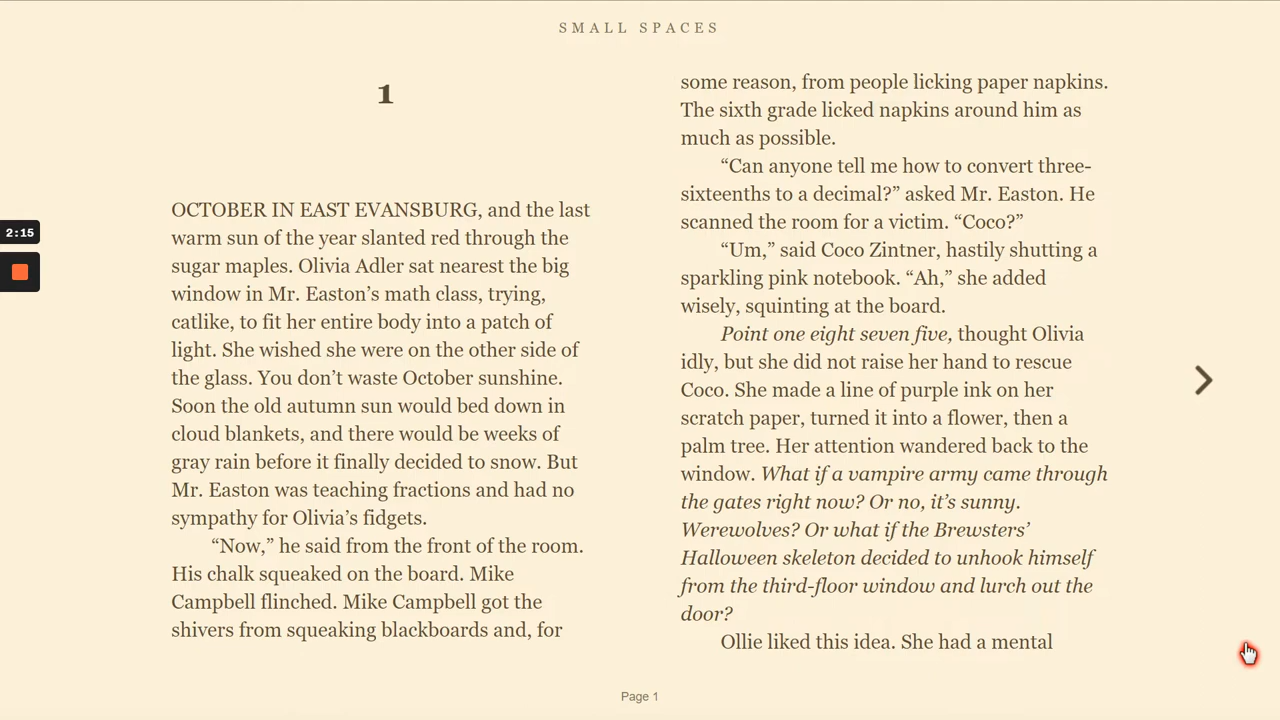 SMALL SPACES
1
OCTOBER IN EAST EVANSBURG, and the last
warm sun of the year slanted red through the
sugar maples. Olivia Adler sat nearest the big
window in Mr. Easton’s math class, trying,
catlike, to fit her entire body into a patch of
light. She wished she were on the other side of
the glass. You don’t waste October sunshine.
Soon the old autumn sun would bed down in
cloud blankets, and there would be weeks of
gray rain before it finally decided to snow. But
Mr. Easton was teaching fractions and had no
sympathy for Olivia’s fidgets.
“Now,” he said from the front of the room.
His chalk squeaked on the board. Mike
Campbell flinched. Mike Campbell got the
shivers from squeaking blackboards and, for
some reason, from people licking paper napkins.
The sixth grade licked napkins around him as
much as possible.
“Can anyone tell me how to convert three-
sixteenths to a decimal?” asked Mr. Easton. He
scanned the room for a victim. “Coco?”
“Um,” said Coco Zintner, hastily shutting a
sparkling pink notebook. “Ah,” she added
wisely, squinting at the board.
Point one eight seven five, thought Olivia
idly, but she did not raise her hand to rescue
Coco. She made a line of purple ink on her
scratch paper, turned it into a flower, then a
palm tree. Her attention wandered back to the
window. What if a vampire army came through
the gates right now? Or no, it’s sunny.
Werewolves? Or what if the Brewsters’
Halloween skeleton decided to unhook himself
from the third-floor window and lurch out the
door?
Ollie liked this idea. She had a mental
2:15
Page 1